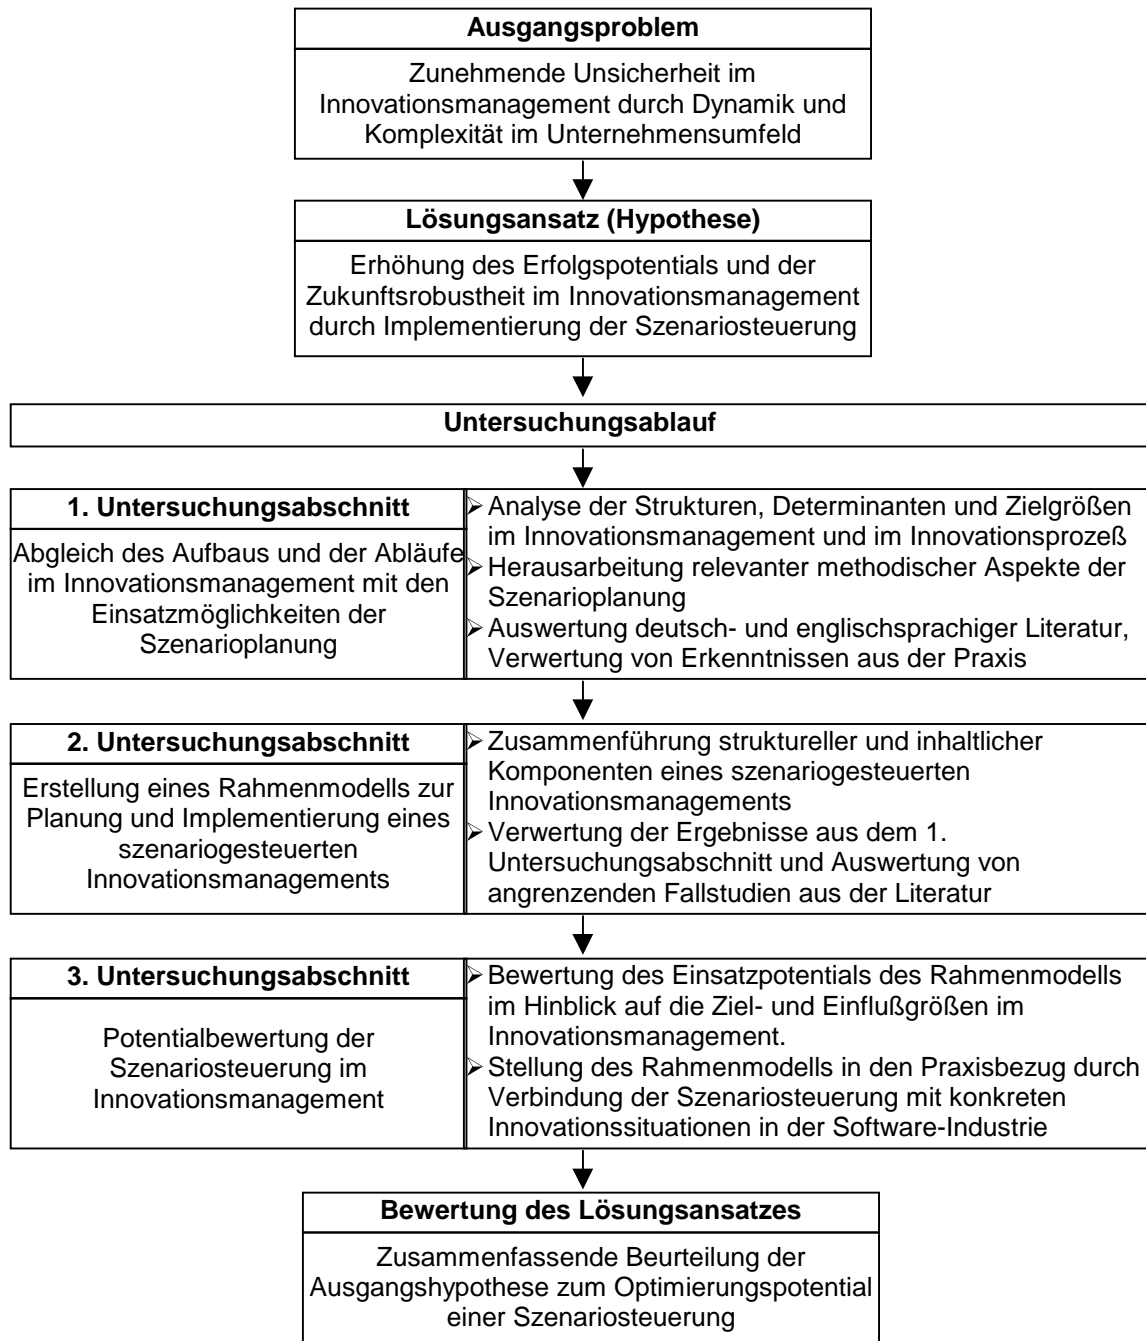 Ausgangsproblem
Zunehmende Unsicherheit im
Innovationsmanagement durch Dynamik und
Komplexität im Unternehmensumfeld
Lösungsansatz (Hypothese)
Erhöhung des Erfolgspotentials und der
Zukunftsrobustheit im Innovationsmanagement
durch Implementierung der Szenariosteuerung
Untersuchungsablauf
1. Untersuchungsabschnitt
Abgleich des Aufbaus und der Abläufe
im Innovationsmanagement mit den
Einsatzmöglichkeiten der
Szenarioplanung
➢ Analyse der Strukturen, Determinanten und Zielgrößen
im Innovationsmanagement und im Innovationsprozeß
➢ Herausarbeitung relevanter methodischer Aspekte der
Szenarioplanung
➢ Auswertung deutsch- und englischsprachiger Literatur,
Verwertung von Erkenntnissen aus der Praxis
2. Untersuchungsabschnitt
Erstellung eines Rahmenmodells zur
Planung und Implementierung eines
szenariogesteuerten
Innovationsmanagements
➢ Zusammenführung struktureller und inhaltlicher
Komponenten eines szenariogesteuerten
Innovationsmanagements
➢ Verwertung der Ergebnisse aus dem 1.
Untersuchungsabschnitt und Auswertung von
angrenzenden Fallstudien aus der Literatur
3. Untersuchungsabschnitt
Potentialbewertung der
Szenariosteuerung im
Innovationsmanagement
➢ Bewertung des Einsatzpotentials des Rahmenmodells
im Hinblick auf die Ziel- und Einflußgrößen im
Innovationsmanagement.
➢ Stellung des Rahmenmodells in den Praxisbezug durch
Verbindung der Szenariosteuerung mit konkreten
Innovationssituationen in der Software-Industrie
Bewertung des Lösungsansatzes
Zusammenfassende Beurteilung der
Ausgangshypothese zum Optimierungspotential
einer Szenariosteuerung